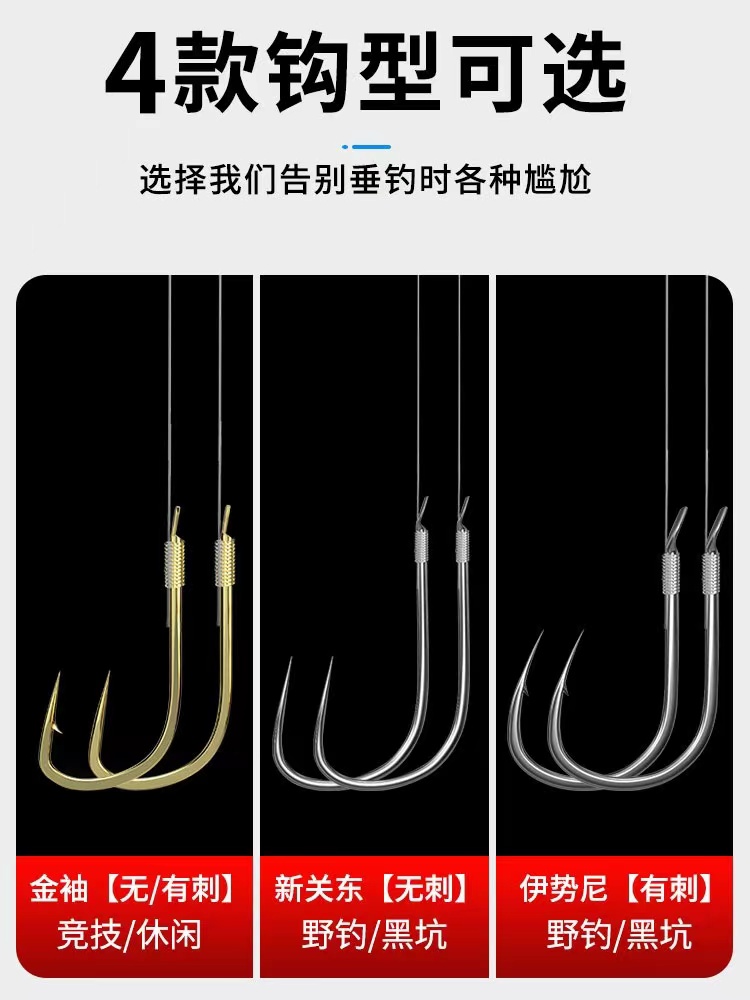 4款钩型可选
选择我们告别垂钓时各种尴尬
金袖【无/有刺】
竞技/休闲
新关东【无刺】
野钓/黑坑
伊势尼【有刺】
野钓/黑坑